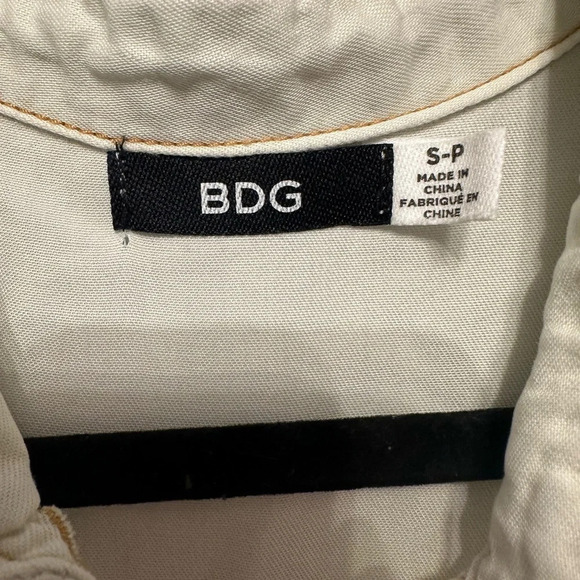 BDG
S-P
MADE IN
CHINA
FABRIQUÉ EN
CHINE